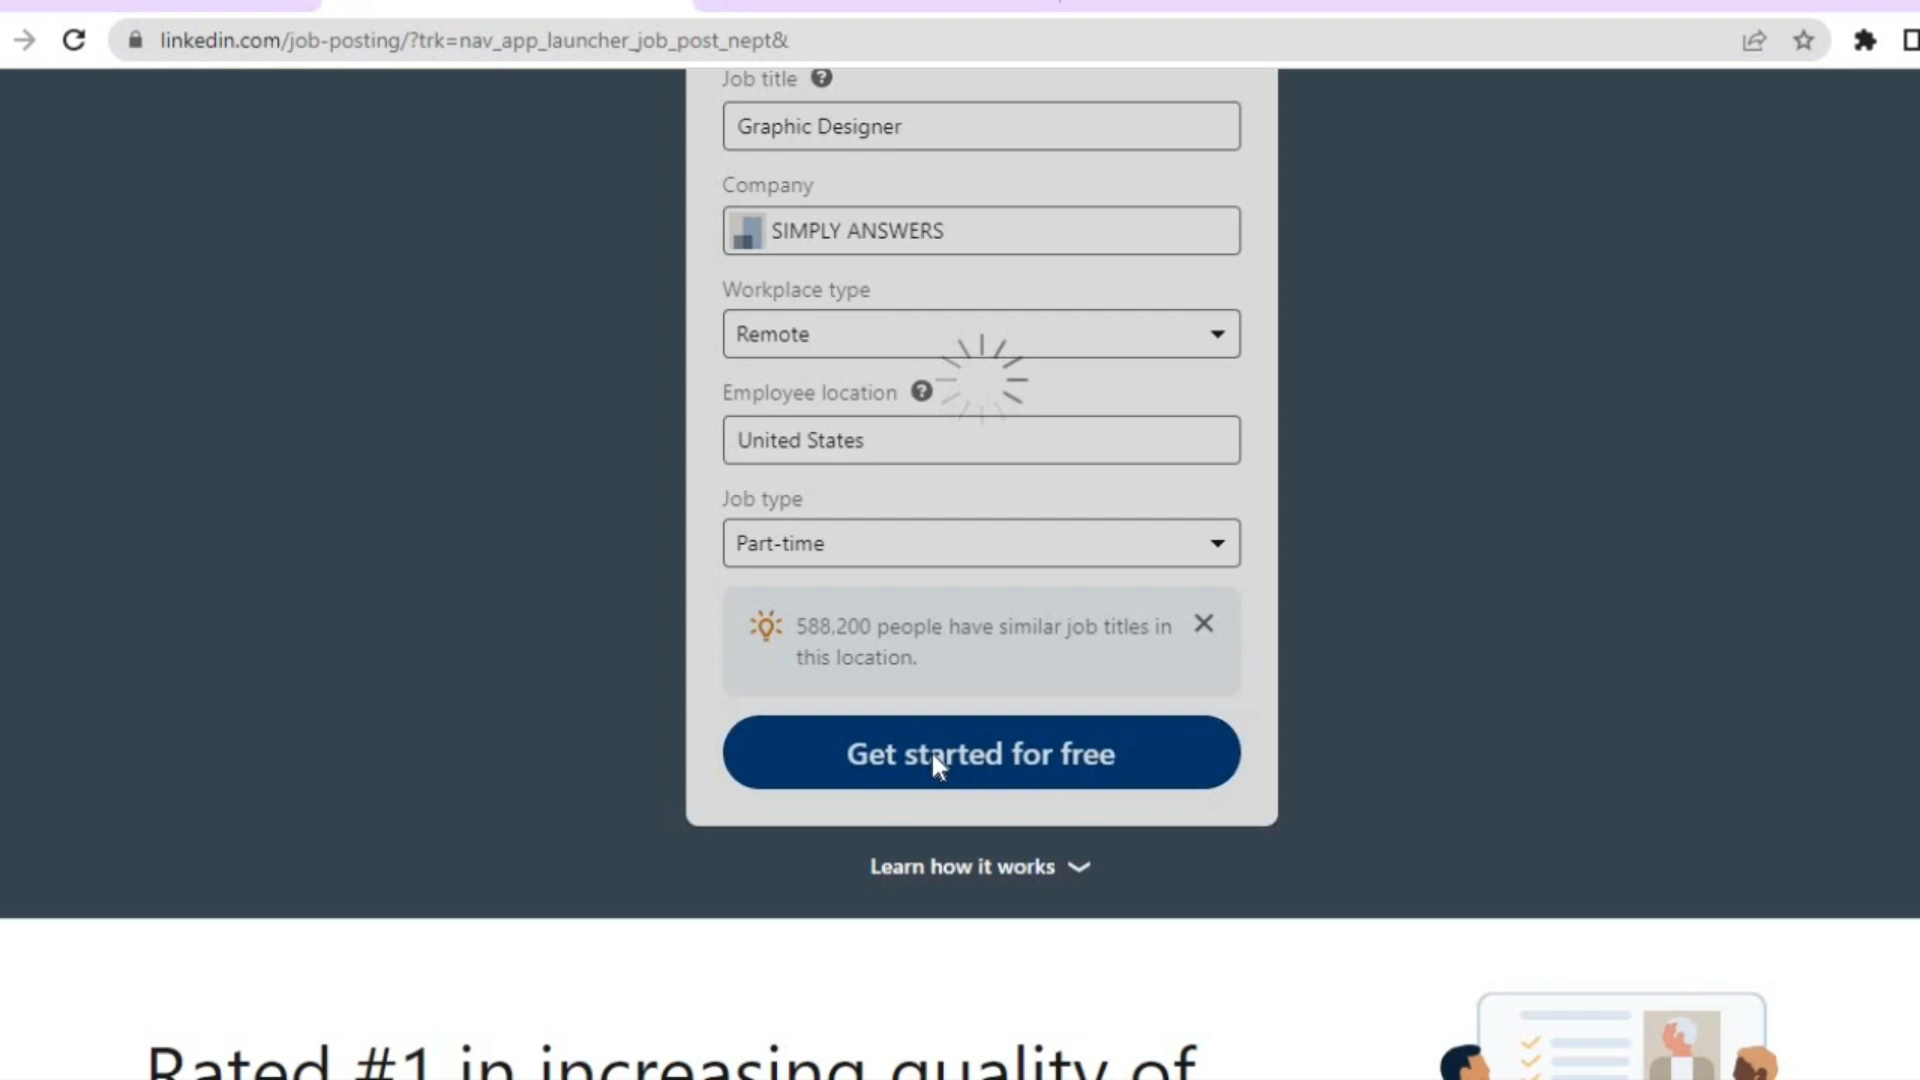 linkedin.com/job-posting/?trk=nav_app_launcher_job_post_nept&
Job title
Graphic Designer
Company
SIMPLY ANSWERS
Workplace type
Remote
Employee location
United States
Job type
Part-time
588,200 people have similar job titles in
this location.
Get started for free
Learn how it works
Rated #1 in increasing quality of